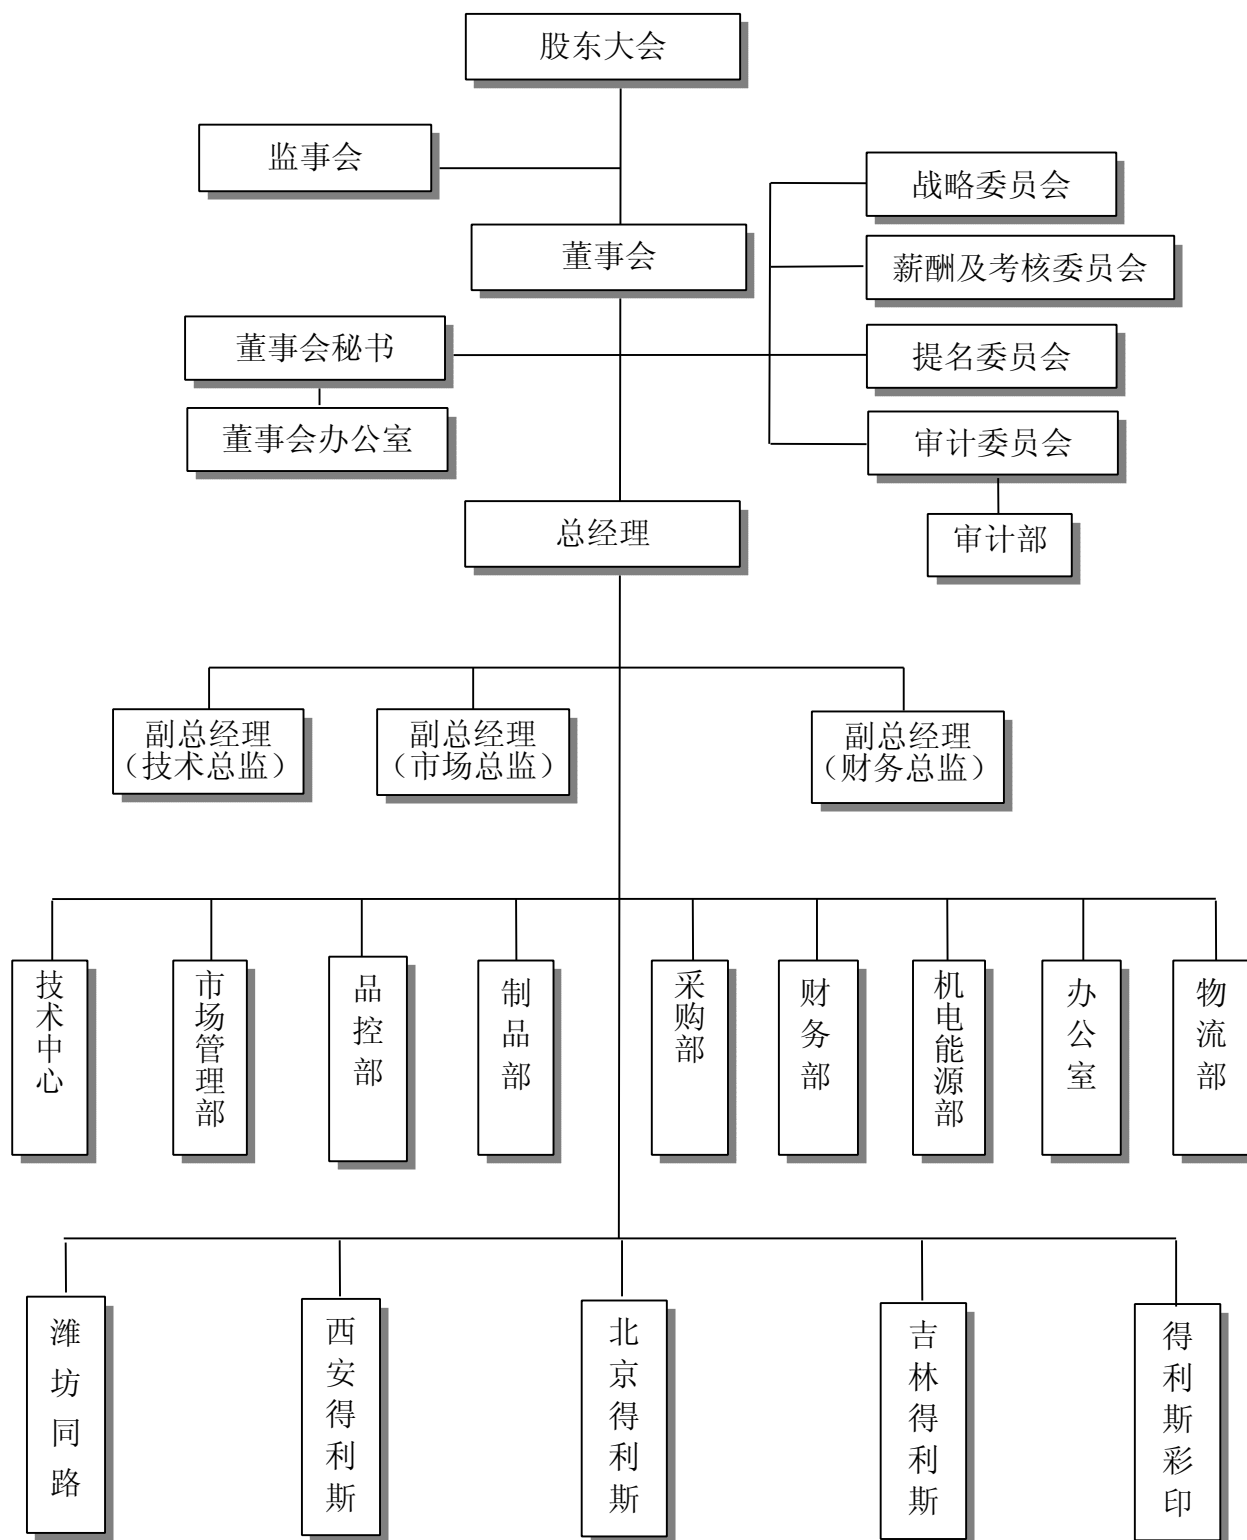 股东大会
监事会
战略委员会
董事会
薪酬及考核委员会
董事会秘书
提名委员会
董事会办公室
审计委员会
总经理
审计部
副总经理
（技术总监）
副总经理
（市场总监）
副总经理
（财务总监）
技术中心
市场管理部
品控部
制品部
采购部
财务部
机电能源部
办公室
物流部
潍坊同路
西安得利斯
北京得利斯
吉林得利斯
得利斯彩印